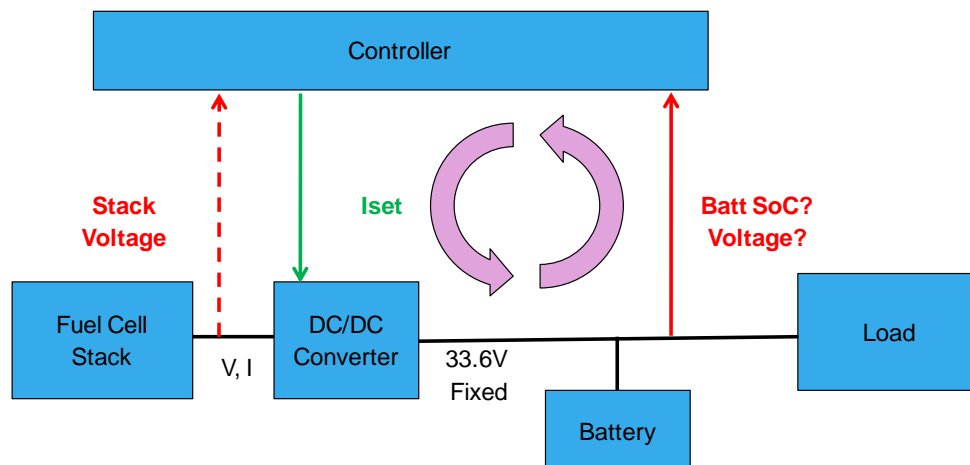 Controller
Stack
Voltage
Iset
Batt SoC?
Voltage?
Fuel Cell
Stack
V, I
DC/DC
Converter
33.6V
Fixed
Battery
Load